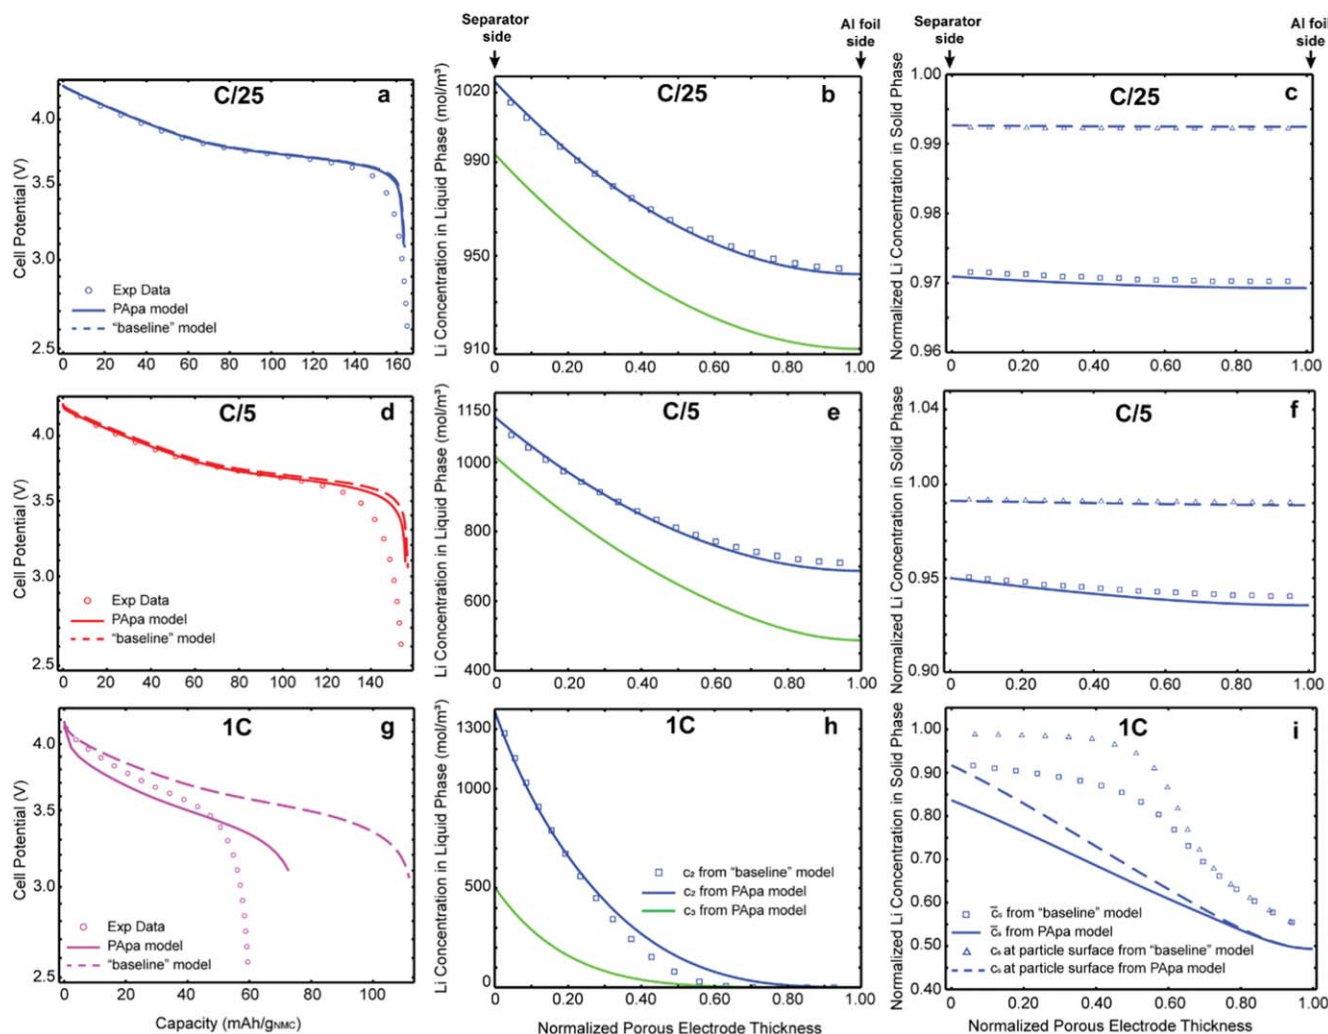 Separator side
Al foil side
Separator side
Al foil side
C/25 a
Cell Potential (V)
4.0
3.5
3.0
2.5
Exp Data
PApa model
"baseline" model
0 20 40 60 80 100 120 140 160
C/25 b
Li Concentration in Liquid Phase (mol/m³)
1020
990
950
910
0 0.20 0.40 0.60 0.80 1.00
C/25 c
Normalized Li Concentration in Solid Phase
1.00
0.99
0.98
0.97
0.96
0 0.20 0.40 0.60 0.80 1.00
C/5 d
Cell Potential (V)
4.0
3.5
3.0
2.5
Exp Data
PApa model
"baseline" model
0 20 40 60 80 100 120 140
C/5 e
Li Concentration in Liquid Phase (mol/m³)
1150
1000
800
600
400
0 0.20 0.40 0.60 0.80 1.00
C/5 f
Normalized Li Concentration in Solid Phase
1.04
1.00
0.95
0.90
0 0.20 0.40 0.60 0.80 1.00
1C g
Cell Potential (V)
4.0
3.5
3.0
2.5
Exp Data
PApa model
"baseline" model
0 20 40 60 80 100
Capacity (mAh/gNMC)
1C h
Li Concentration in Liquid Phase (mol/m³)
1300
1000
500
0
c₂ from "baseline" model
c₂ from PApa model
c₃ from PApa model
0 0.20 0.40 0.60 0.80 1.00
Normalized Porous Electrode Thickness
1C i
Normalized Li Concentration in Solid Phase
1.00
0.90
0.80
0.70
0.60
0.50
0.40
c̅ₛ from "baseline" model
c̅ₛ from PApa model
cₛ at particle surface from "baseline" model
cₛ at particle surface from PApa model
0 0.20 0.40 0.60 0.80 1.00
Normalized Porous Electrode Thickness